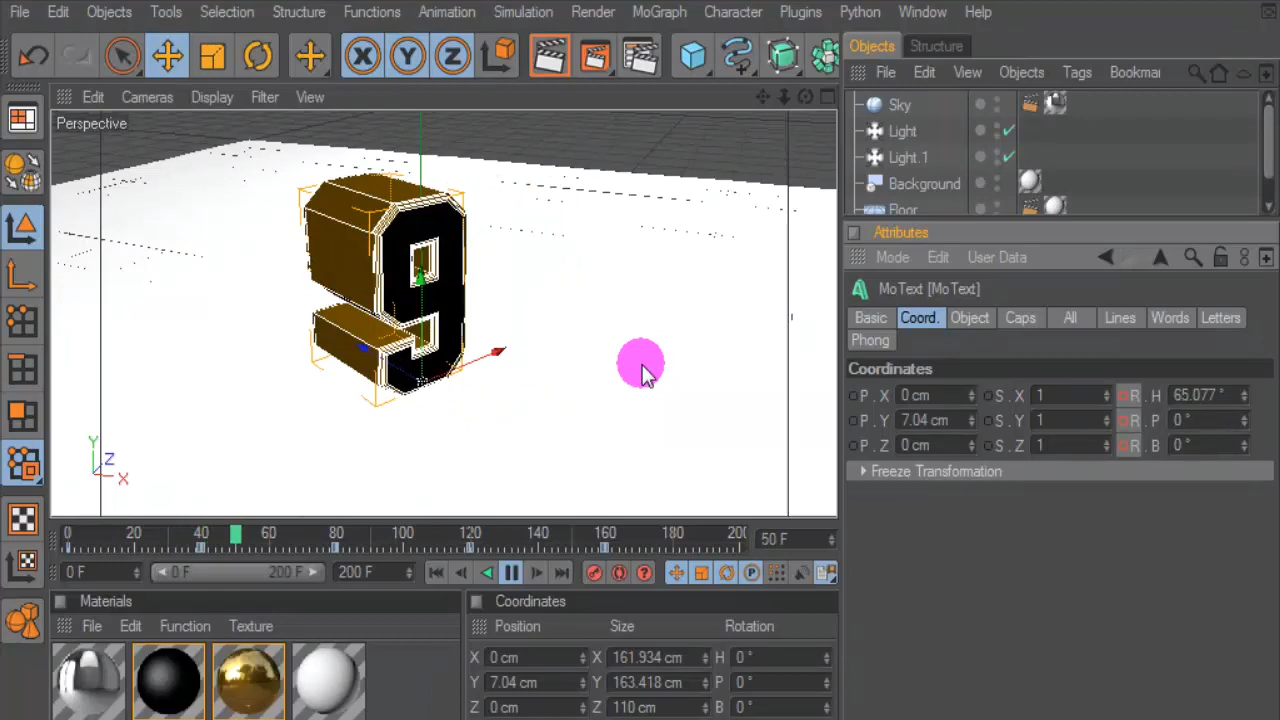 File Edit Objects Tools Selection Structure Functions Animation Simulation Render MoGraph Character Plugins Python Window Help
X Y Z
Objects Structure
File Edit View Objects Tags Bookmar
Edit Cameras Display Filter View
Perspective
Sky
Light
Light.1
Background
Floor
Attributes
Mode Edit User Data
MoText [MoText]
Basic Coord. Object Caps All Lines Words Letters
Phong
Coordinates
P . X 0 cm S . X 1 R . H 65.077 °
P . Y 7.04 cm S . Y 1 R . P 0 °
P . Z 0 cm S . Z 1 R . B 0 °
Freeze Transformation
9
Y
Z
X
0 20 40 60 80 100 120 140 160 180 200 50 F
0 F 0 F 200 F 200 F
Materials
File Edit Function Texture
Coordinates
Position Size Rotation
X 0 cm X 161.934 cm H 0 °
Y 7.04 cm Y 163.418 cm P 0 °
Z 0 cm Z 110 cm B 0 °